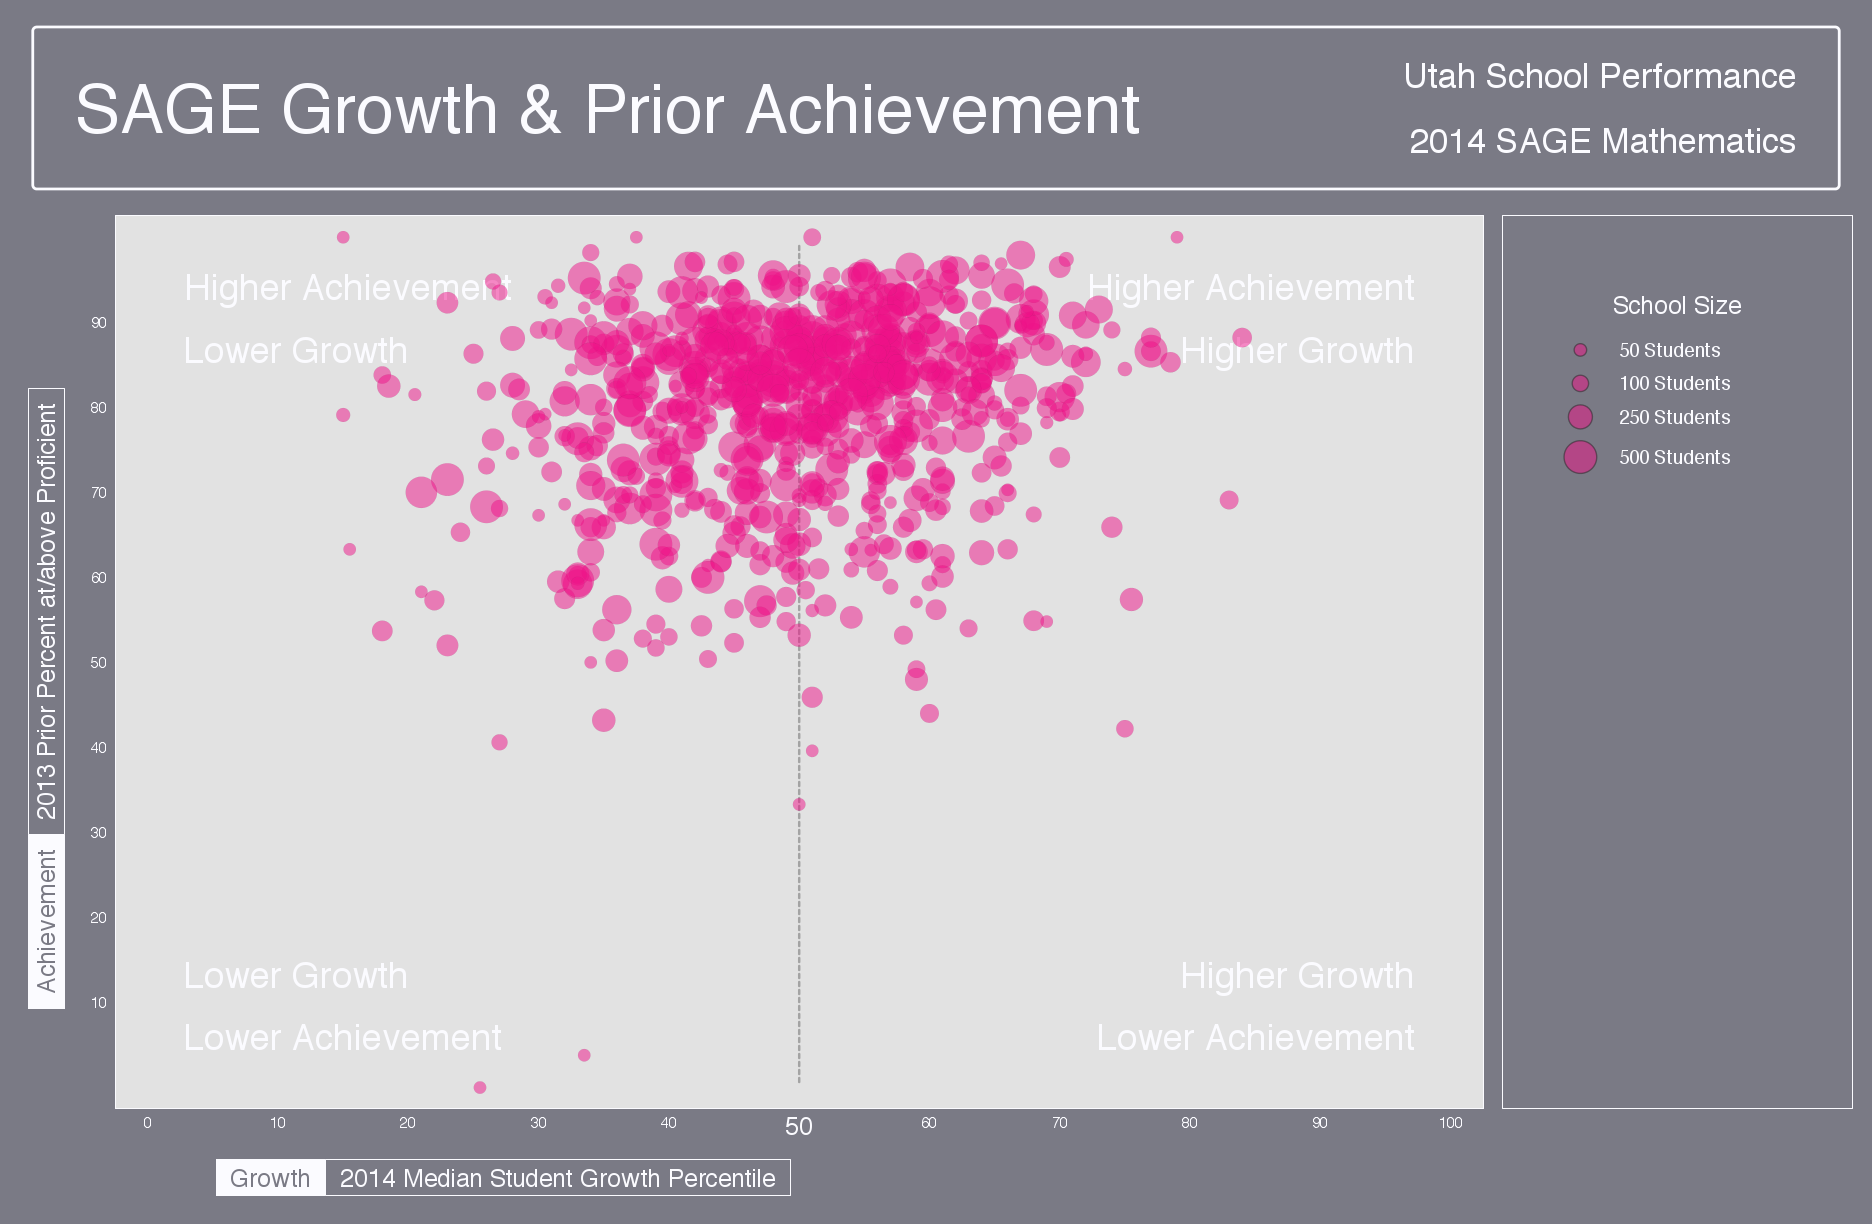 SAGE Growth & Prior Achievement
Utah School Performance
2014 SAGE Mathematics
Higher Achievement
Lower Growth
Higher Achievement
Higher Growth
Lower Growth
Lower Achievement
Higher Growth
Lower Achievement
School Size
50 Students
100 Students
250 Students
500 Students
Achievement 2013 Prior Percent at/above Proficient
90
80
70
60
50
40
30
20
10
0 10 20 30 40 50 60 70 80 90 100
Growth 2014 Median Student Growth Percentile